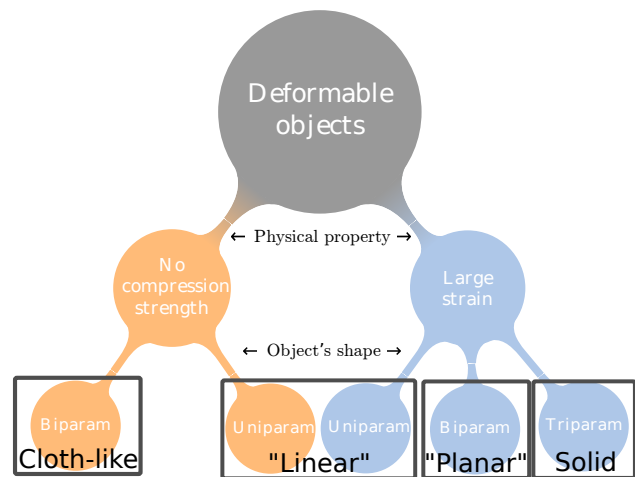 Deformable
objects
← Physical property →
No
compression
strength
Large
strain
← Object's shape →
Biparam
Uniparam
Uniparam
Biparam
Triparam
Cloth-like
"Linear"
"Planar"
Solid